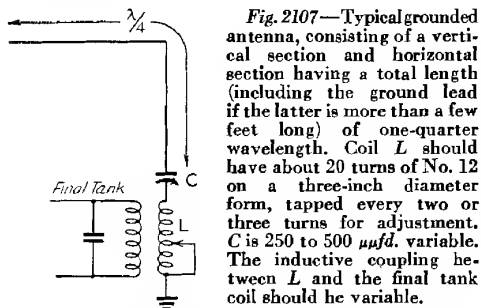 λ/4
C
Final Tank
L
Fig. 2107—Typical grounded
antenna, consisting of a verti-
cal section and horizontal
section having a total length
(including the ground lead
if the latter is more than a few
feet long) of one-quarter
wavelength. Coil L should
have about 20 turns of No. 12
on a three-inch diameter
form, tapped every two or
three turns for adjustment.
C is 250 to 500 μμfd. variable.
The inductive coupling be-
tween L and the final tank
coil should be variable.